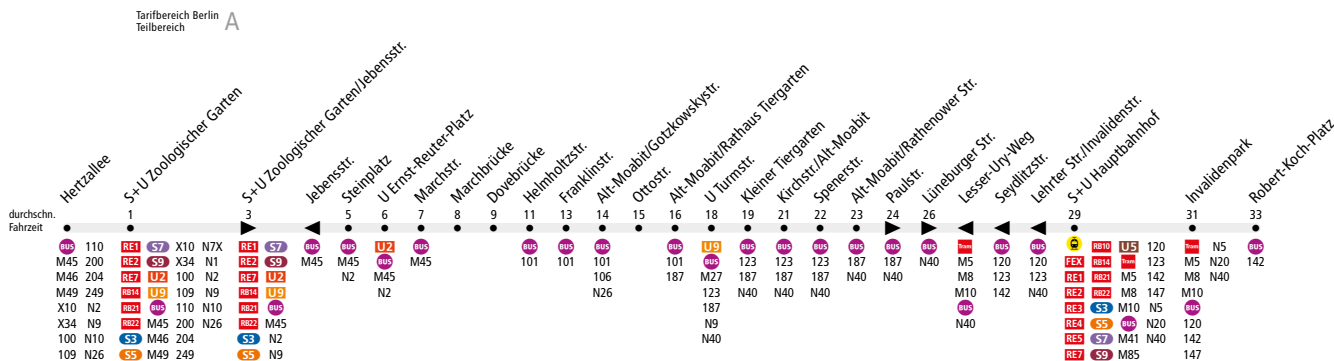 Tarifbereich Berlin
Teilbereich A
Hertzallee
S+U Zoologischer Garten
S+U Zoologischer Garten/Jebensstr.
Jebensstr.
Steinplatz
U Ernst-Reuter-Platz
Marchstr.
Marchbrücke
Dovebrücke
Helmholtzstr.
Franklinstr.
Alt-Moabit/Gotzkowskystr.
Ottostr.
Alt-Moabit/Rathaus Tiergarten
U Turmstr.
Kleiner Tiergarten
Kirchstr./Alt-Moabit
Spenerstr.
Alt-Moabit/Rathenower Str.
Paulstr.
Lüneburger Str.
Lesser-Ury-Weg
Seydlitzstr.
Lehrter Str./Invalidenstr.
S+U Hauptbahnhof
Invalidenpark
Robert-Koch-Platz
durchschn. 1 3 5 6 7 8 9 11 13 14 15 16 18 19 21 22 23 24 26 29 31 33
Fahrzeit
BUS 110 RE1 S7 X10 N7X RE1 S7 BUS BUS U2 BUS BUS BUS BUS BUS U9 BUS BUS BUS BUS BUS BUS Tram BUS BUS RB10 U5 120 Tram N5 BUS
M45 200 RE2 S9 X34 N1 RE2 S9 M45 M45 BUS M45 101 101 101 101 BUS 123 123 123 187 187 N40 M5 120 120 FEX RB14 Tram 123 M5 N20 142
M46 204 RE7 U2 100 N2 RE7 U2 N2 M45 106 187 M27 187 187 187 N40 N40 M8 123 123 RE1 RB21 M5 142 M8 N40
M49 249 RB14 U9 109 N9 RB14 U9 N2 N26 123 N40 N40 N40 M10 142 N40 RE2 RB22 M8 147 M10
X10 N2 RB21 BUS 110 N10 RB21 BUS 187 BUS RE3 S3 M10 N5 BUS
X34 N9 RB22 M45 200 N26 RB22 M45 N9 N40 RE4 S5 BUS N20 120
100 N10 S3 M46 204 S3 N2 N40 RE5 S7 M41 N40 142
109 N26 S5 M49 249 S5 N9 RE7 S9 M85 147